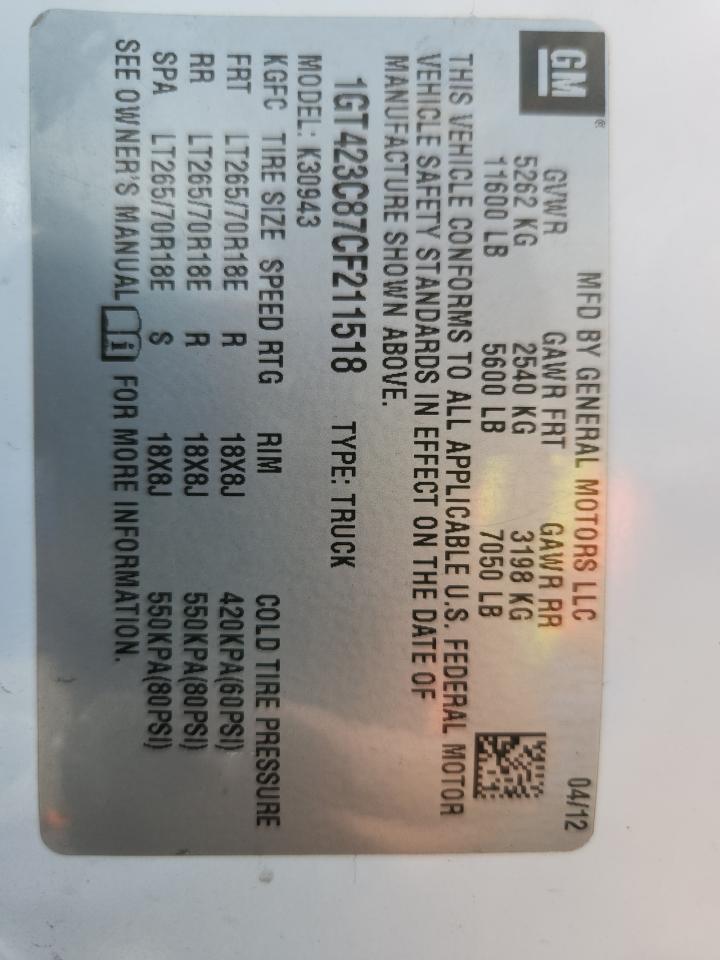 GM®
MFD BY GENERAL MOTORS LLC 04/12
GVWR GAWR FRT GAWR RR
5262 KG 2540 KG 3198 KG
11600 LB 5600 LB 7050 LB
THIS VEHICLE CONFORMS TO ALL APPLICABLE U.S. FEDERAL MOTOR
VEHICLE SAFETY STANDARDS IN EFFECT ON THE DATE OF
MANUFACTURE SHOWN ABOVE.
1GT423C87CF211518 TYPE: TRUCK
MODEL: K30943
KGFC TIRE SIZE SPEED RTG RIM COLD TIRE PRESSURE
FRT LT265/70R18E R 18X8J 420KPA(60PSI)
RR LT265/70R18E R 18X8J 550KPA(80PSI)
SPA LT265/70R18E S 18X8J 550KPA(80PSI)
SEE OWNER'S MANUAL i FOR MORE INFORMATION.